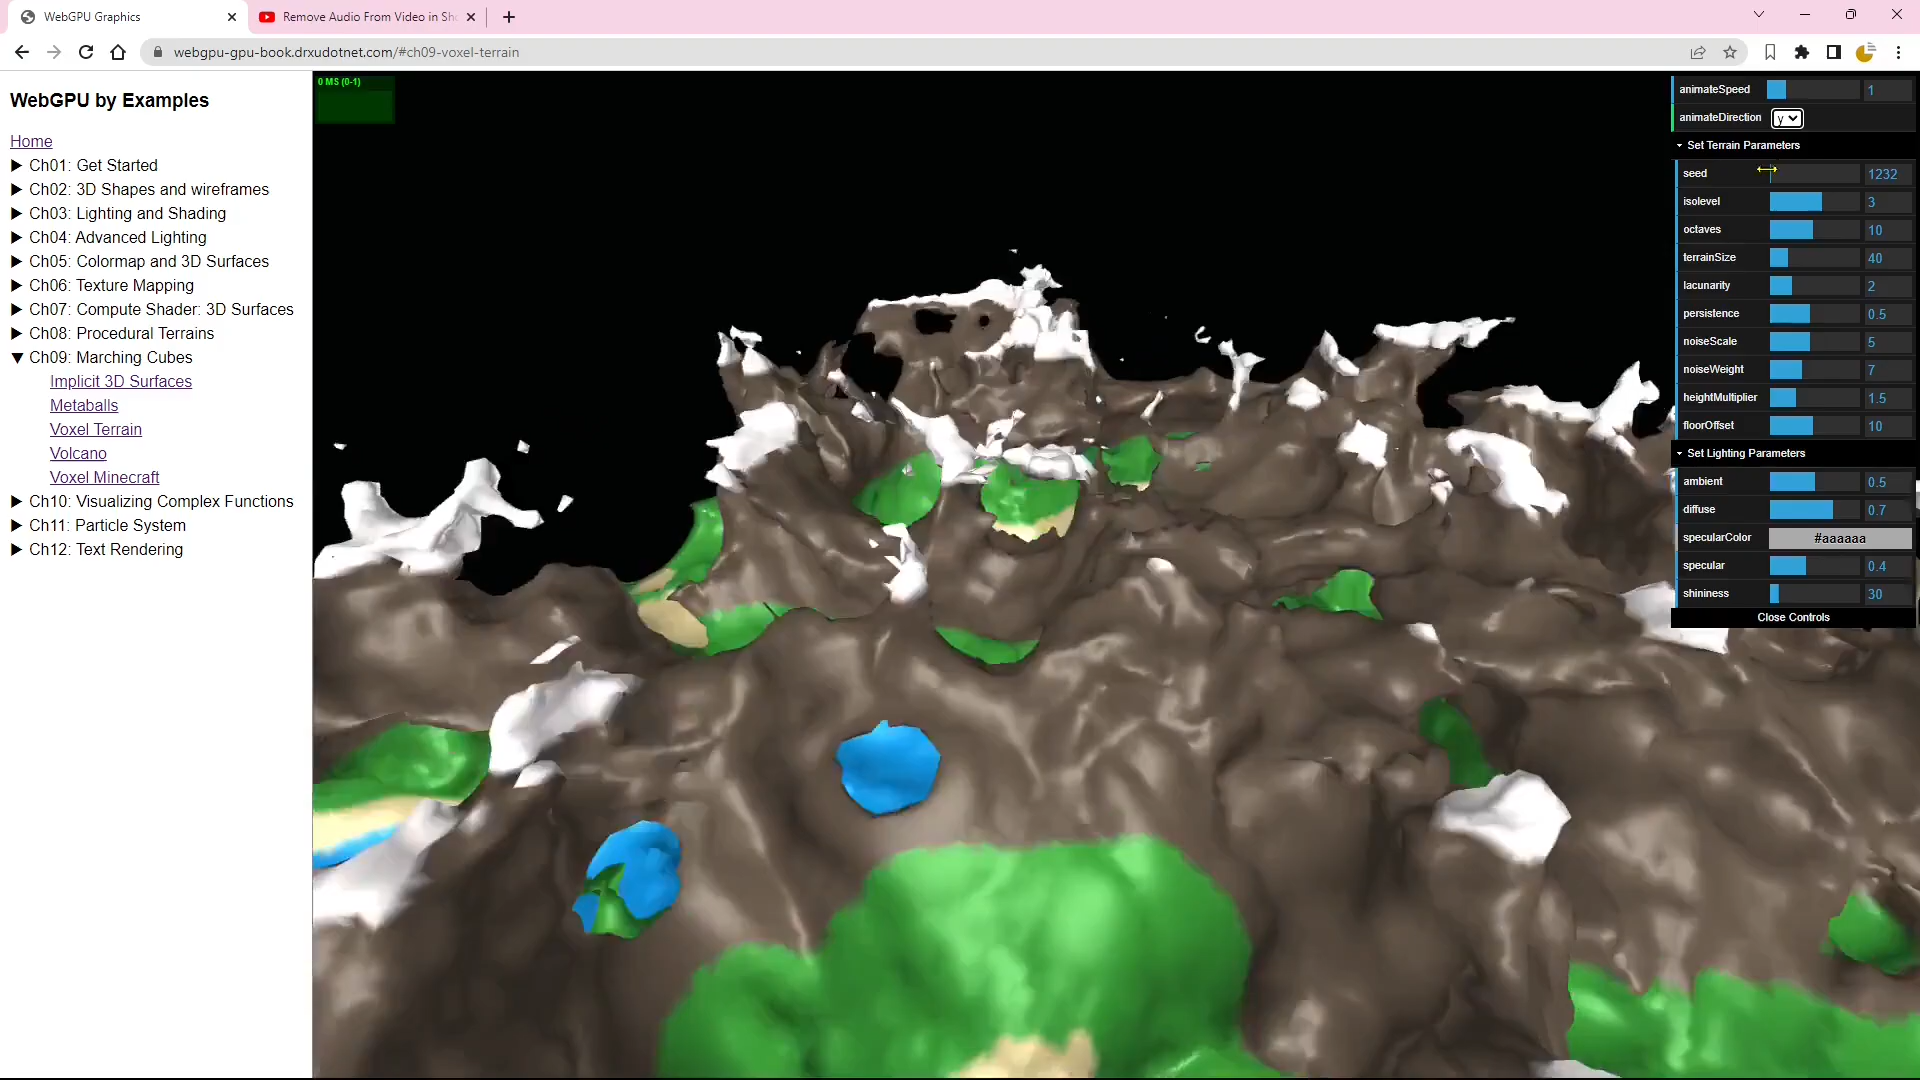 WebGPU Graphics
Remove Audio From Video in Sho
webgpu-gpu-book.drxudotnet.com/#ch09-voxel-terrain
WebGPU by Examples
Home
Ch01: Get Started
Ch02: 3D Shapes and wireframes
Ch03: Lighting and Shading
Ch04: Advanced Lighting
Ch05: Colormap and 3D Surfaces
Ch06: Texture Mapping
Ch07: Compute Shader: 3D Surfaces
Ch08: Procedural Terrains
Ch09: Marching Cubes
Implicit 3D Surfaces
Metaballs
Voxel Terrain
Volcano
Voxel Minecraft
Ch10: Visualizing Complex Functions
Ch11: Particle System
Ch12: Text Rendering
0 MS (0-1)
animateSpeed 1
animateDirection y
Set Terrain Parameters
seed 1232
isolevel 3
octaves 10
terrainSize 40
lacunarity 2
persistence 0.5
noiseScale 5
noiseWeight 7
heightMultiplier 1.5
floorOffset 10
Set Lighting Parameters
ambient 0.5
diffuse 0.7
specularColor #aaaaaa
specular 0.4
shininess 30
Close Controls